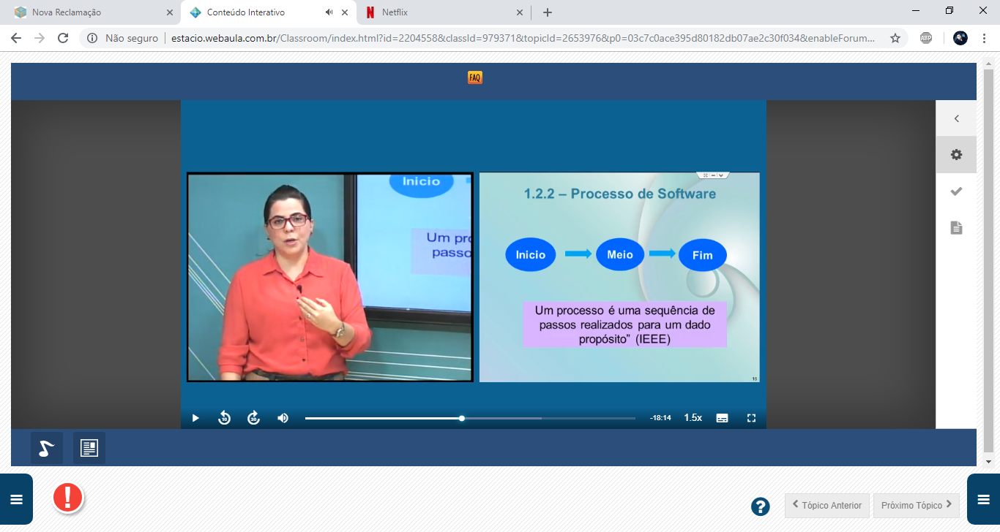 Nova Reclamação
Conteúdo Interativo
Netflix
Não seguro
estacio.webaula.com.br/Classroom/index.html?id=2204558&classId=979371&topicId=2653976&p0=03c7c0ace395d80182db07ae2c30f034&enableForum...
ABP
FAQ
Inicio
Um pro
passo
1.2.2 – Processo de Software
Inicio
Meio
Fim
Um processo é uma sequência de
passos realizados para um dado
propósito” (IEEE)
16
10
30
-18:14
1.5x
Tópico Anterior
Próximo Tópico